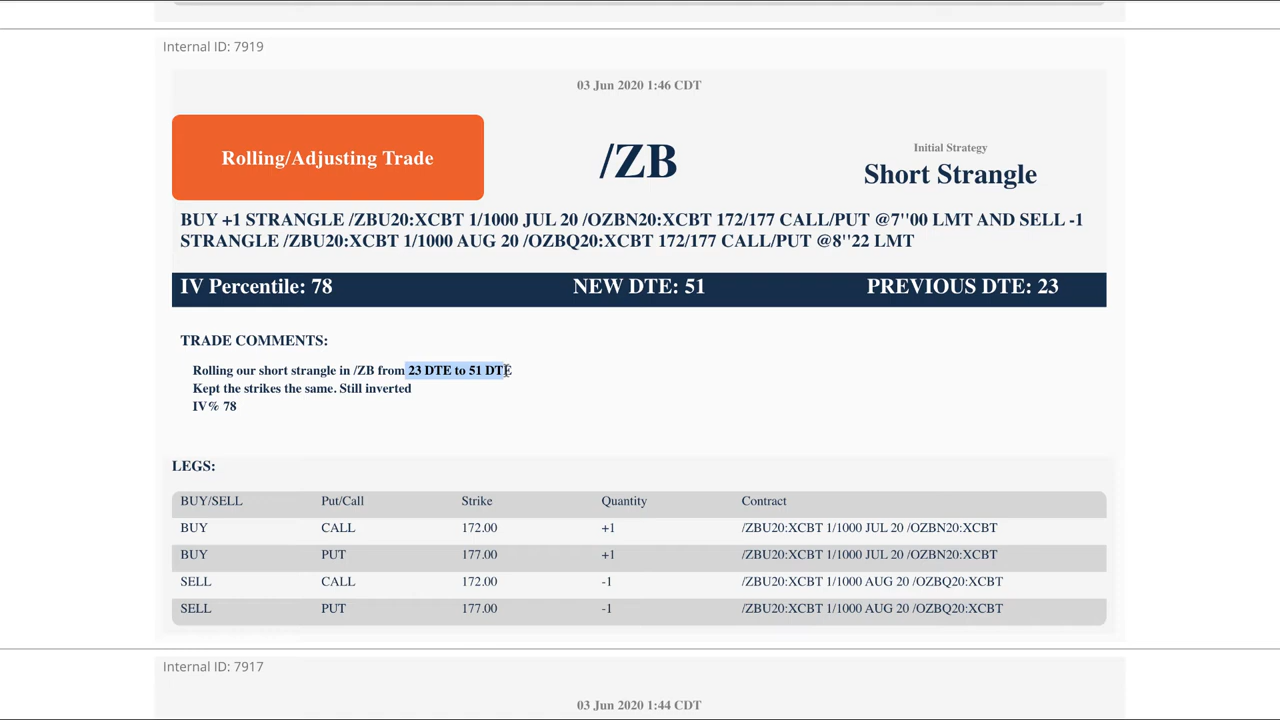 Internal ID: 7919
03 Jun 2020 1:46 CDT
Rolling/Adjusting Trade
/ZB
Initial Strategy
Short Strangle
BUY +1 STRANGLE /ZBU20:XCBT 1/1000 JUL 20 /OZBN20:XCBT 172/177 CALL/PUT @7"00 LMT AND SELL -1
STRANGLE /ZBU20:XCBT 1/1000 AUG 20 /OZBQ20:XCBT 172/177 CALL/PUT @8"22 LMT
IV Percentile: 78 NEW DTE: 51 PREVIOUS DTE: 23
TRADE COMMENTS:
Rolling our short strangle in /ZB from 23 DTE to 51 DTE
Kept the strikes the same. Still inverted
IV% 78
LEGS:
BUY/SELL Put/Call Strike Quantity Contract
BUY CALL 172.00 +1 /ZBU20:XCBT 1/1000 JUL 20 /OZBN20:XCBT
BUY PUT 177.00 +1 /ZBU20:XCBT 1/1000 JUL 20 /OZBN20:XCBT
SELL CALL 172.00 -1 /ZBU20:XCBT 1/1000 AUG 20 /OZBQ20:XCBT
SELL PUT 177.00 -1 /ZBU20:XCBT 1/1000 AUG 20 /OZBQ20:XCBT
Internal ID: 7917
03 Jun 2020 1:44 CDT